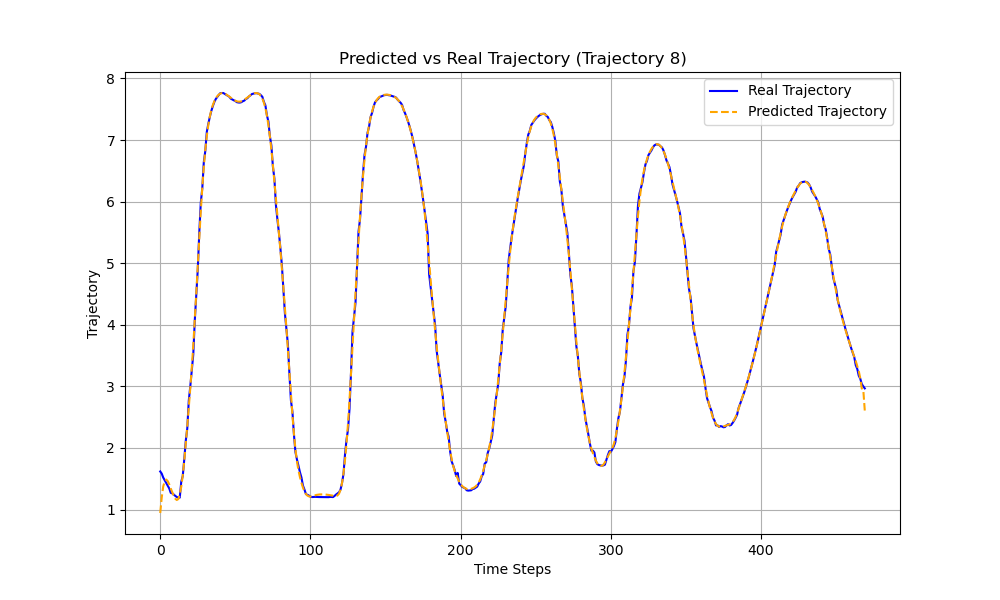 Predicted vs Real Trajectory (Trajectory 8)
Real Trajectory
Predicted Trajectory
8
7
6
5
4
3
2
1
Trajectory
0 100 200 300 400
Time Steps